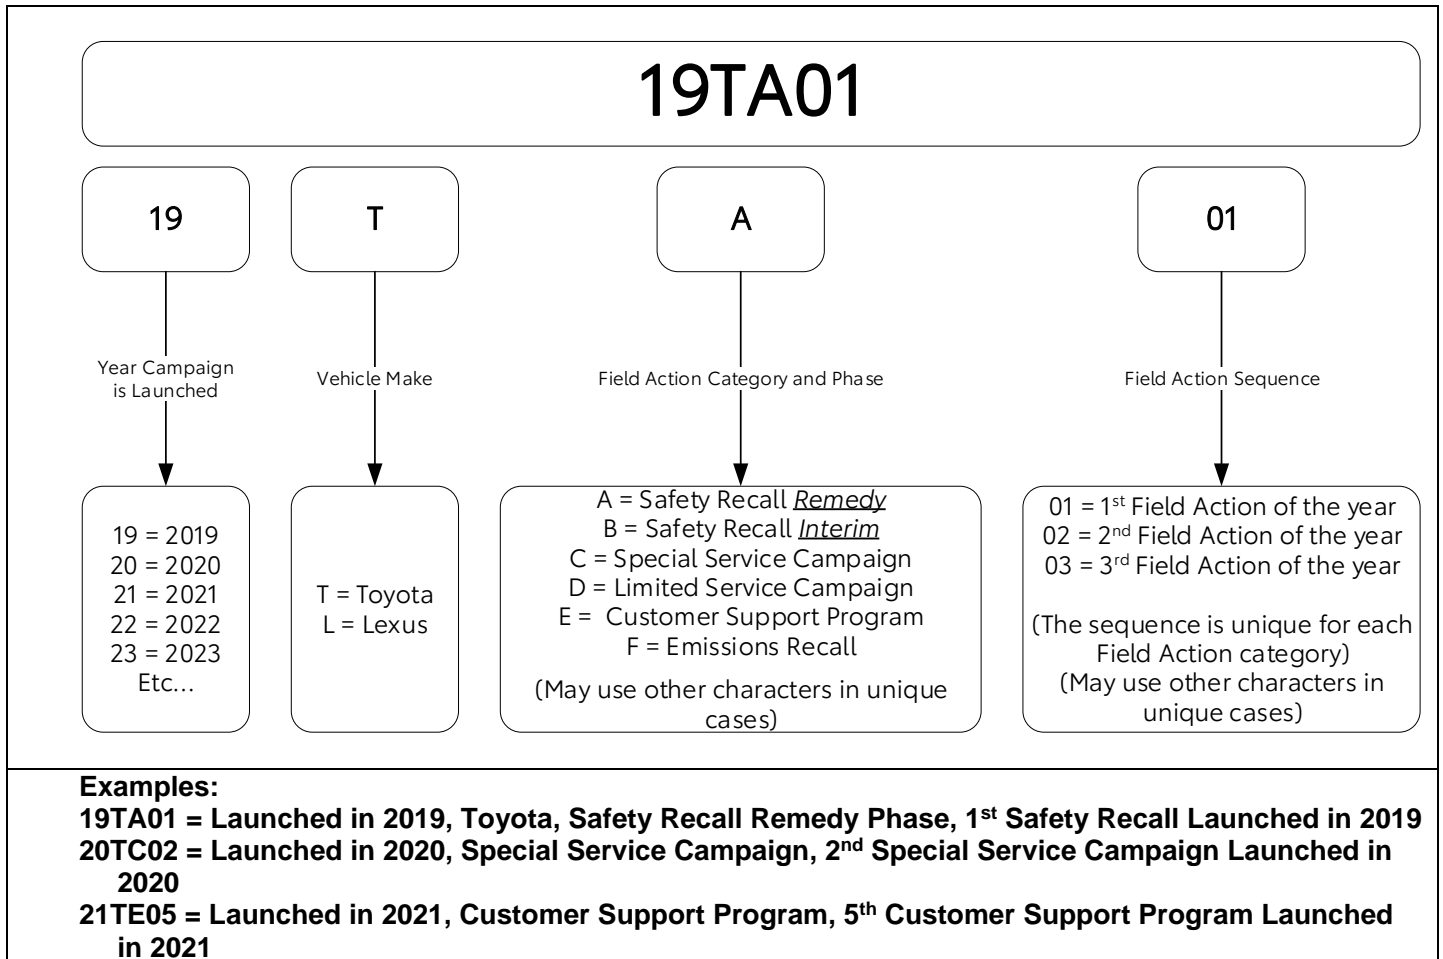 19TA01
19
T
A
01
Year Campaign
is Launched
Vehicle Make
Field Action Category and Phase
Field Action Sequence
19 = 2019
20 = 2020
21 = 2021
22 = 2022
23 = 2023
Etc...
T = Toyota
L = Lexus
A = Safety Recall Remedy
B = Safety Recall Interim
C = Special Service Campaign
D = Limited Service Campaign
E =  Customer Support Program
F = Emissions Recall
(May use other characters in unique
cases)
01 = 1st Field Action of the year
02 = 2nd Field Action of the year
03 = 3rd Field Action of the year
(The sequence is unique for each
Field Action category)
(May use other characters in
unique cases)
Examples:
19TA01 = Launched in 2019, Toyota, Safety Recall Remedy Phase, 1st Safety Recall Launched in 2019
20TC02 = Launched in 2020, Special Service Campaign, 2nd Special Service Campaign Launched in
2020
21TE05 = Launched in 2021, Customer Support Program, 5th Customer Support Program Launched
in 2021